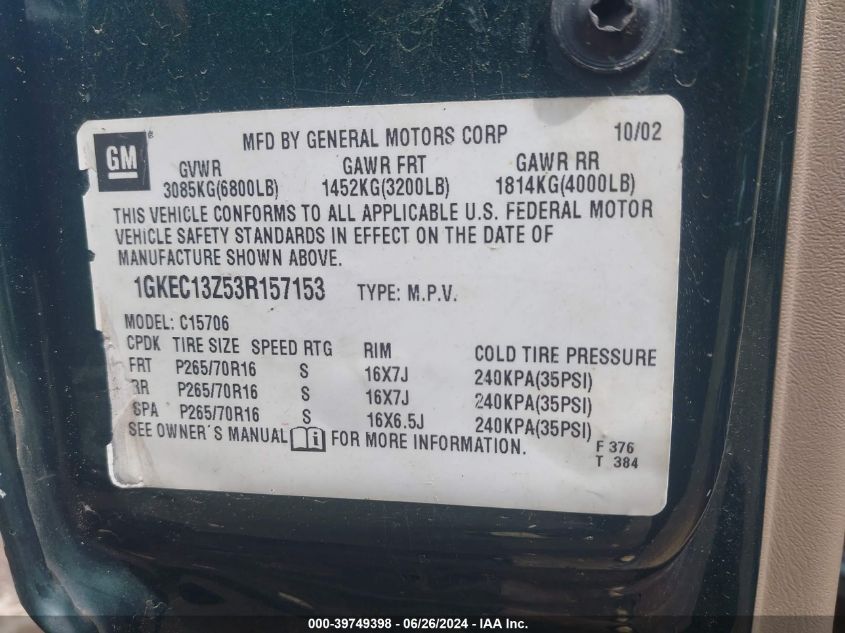 GM ® MFD BY GENERAL MOTORS CORP 10/02
GVWR GAWR FRT GAWR RR
3085KG(6800LB) 1452KG(3200LB) 1814KG(4000LB)
THIS VEHICLE CONFORMS TO ALL APPLICABLE U.S. FEDERAL MOTOR
VEHICLE SAFETY STANDARDS IN EFFECT ON THE DATE OF
MANUFACTURE SHOWN ABOVE.
1GKEC13Z53R157153 TYPE: M.P.V.
MODEL: C15706
CPDK TIRE SIZE SPEED RTG RIM COLD TIRE PRESSURE
FRT P265/70R16 S 16X7J 240KPA(35PSI)
RR P265/70R16 S 16X7J 240KPA(35PSI)
SPA P265/70R16 S 16X6.5J 240KPA(35PSI)
SEE OWNER'S MANUAL i FOR MORE INFORMATION.
F 376
T 384
000-39749398 - 06/26/2024 - IAA Inc.